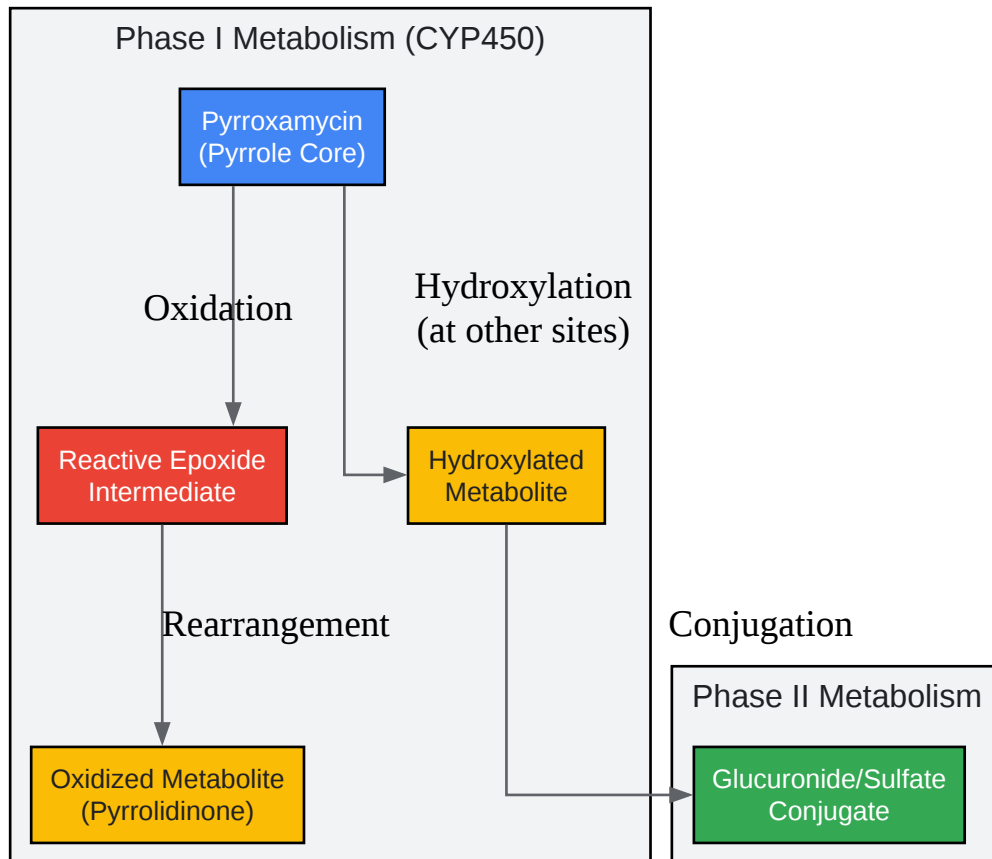 Phase I Metabolism (CYP450)
Pyrroxamycin
(Pyrrole Core)
Oxidation
Hydroxylation
(at other sites)
Reactive Epoxide
Intermediate
Hydroxylated
Metabolite
Rearrangement
Conjugation
Phase II Metabolism
Oxidized Metabolite
(Pyrrolidinone)
Glucuronide/Sulfate
Conjugate